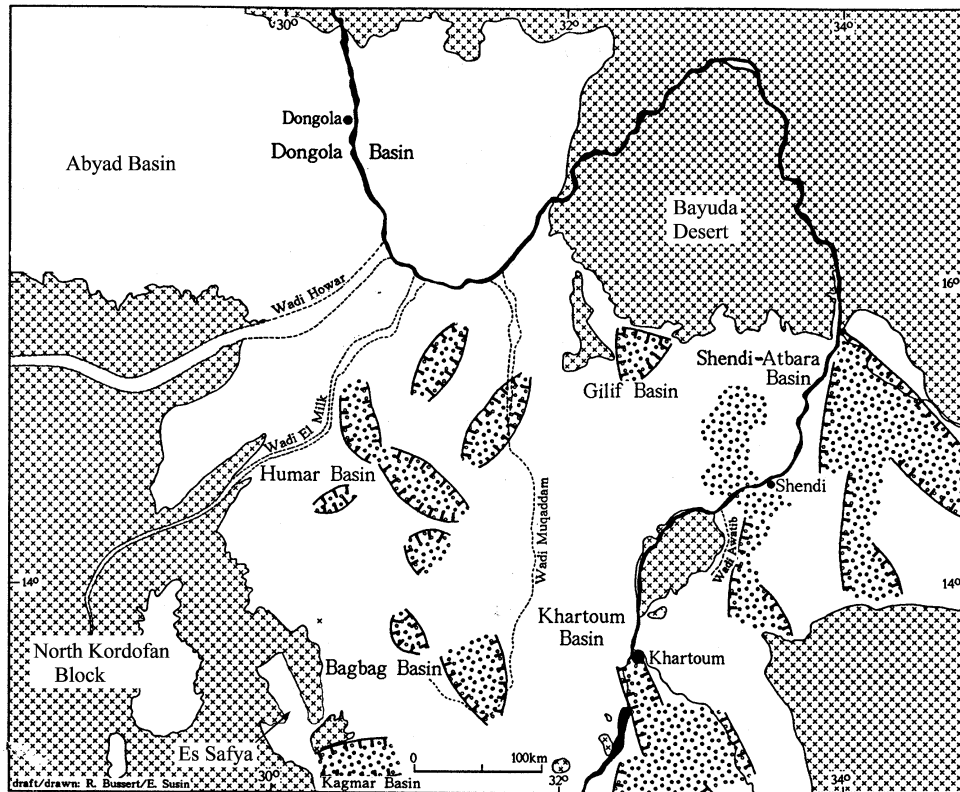 30°
32°
34°
Dongola
Dongola Basin
Abyad Basin
Bayuda
Desert
Wadi Howar
16°
Shendi-Atbara
Basin
Gilif Basin
Wadi El Milk
Humar Basin
Shendi
Wadi Muqaddam
Wadi Awatib
14°
14°
Khartoum
Basin
North Kordofan
Block
Bagbag Basin
Khartoum
Es Safya
0 100km
30°
32°
34°
Kagmar Basin
draft/drawn: R. Bussert/E. Susin